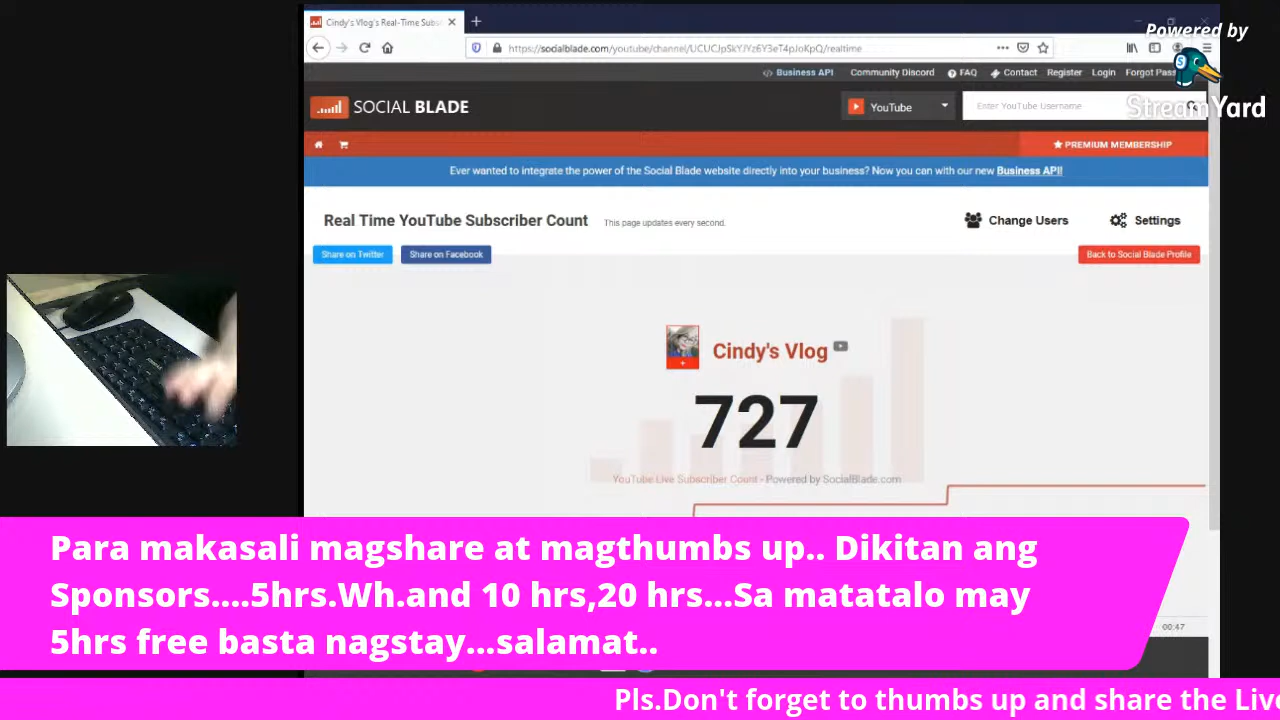 Cindy's Vlog's Real-Time Subsc
Powered by
StreamYard
https://socialblade.com/youtube/channel/UCUCJpSkYJYz6Y3eT4pJoKpQ/realtime
Business API Community Discord FAQ Contact Register Login Forgot Pass
SOCIAL BLADE
YouTube
Enter YouTube Username
PREMIUM MEMBERSHIP
Ever wanted to integrate the power of the Social Blade website directly into your business? Now you can with our new Business API!
Real Time YouTube Subscriber Count This page updates every second. Change Users Settings
Share on Twitter Share on Facebook Back to Social Blade Profile
Cindy's Vlog
727
YouTube Live Subscriber Count - Powered by SocialBlade.com
00:47
Para makasali magshare at magthumbs up.. Dikitan ang
Sponsors....5hrs.Wh.and 10 hrs,20 hrs...Sa matatalo may
5hrs free basta nagstay...salamat..
Pls.Don't forget to thumbs up and share the Live